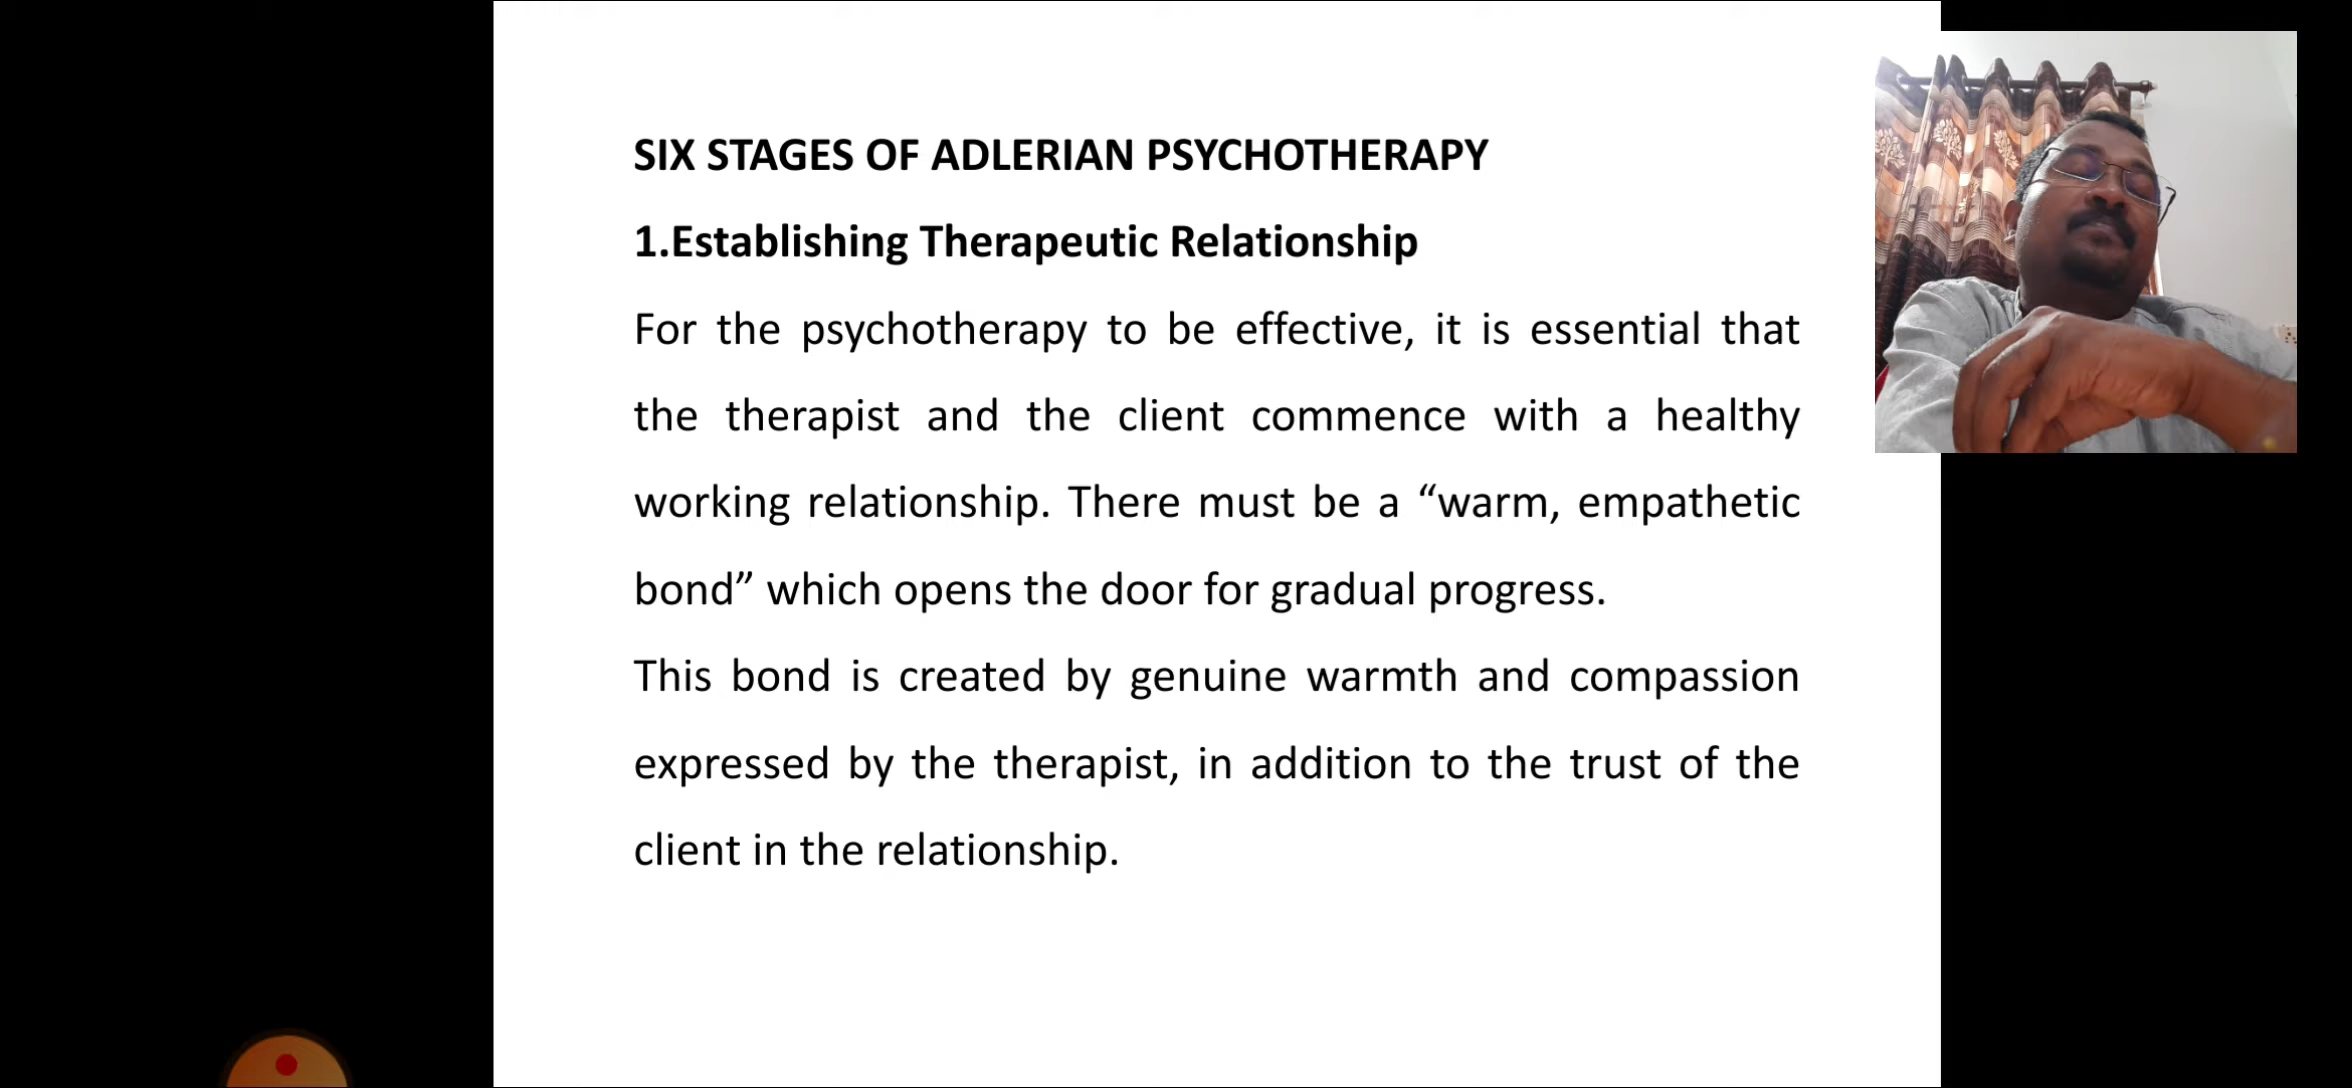 SIX STAGES OF ADLERIAN PSYCHOTHERAPY
1.Establishing Therapeutic Relationship
For the psychotherapy to be effective, it is essential that
the therapist and the client commence with a healthy
working relationship. There must be a “warm, empathetic
bond” which opens the door for gradual progress.
This bond is created by genuine warmth and compassion
expressed by the therapist, in addition to the trust of the
client in the relationship.